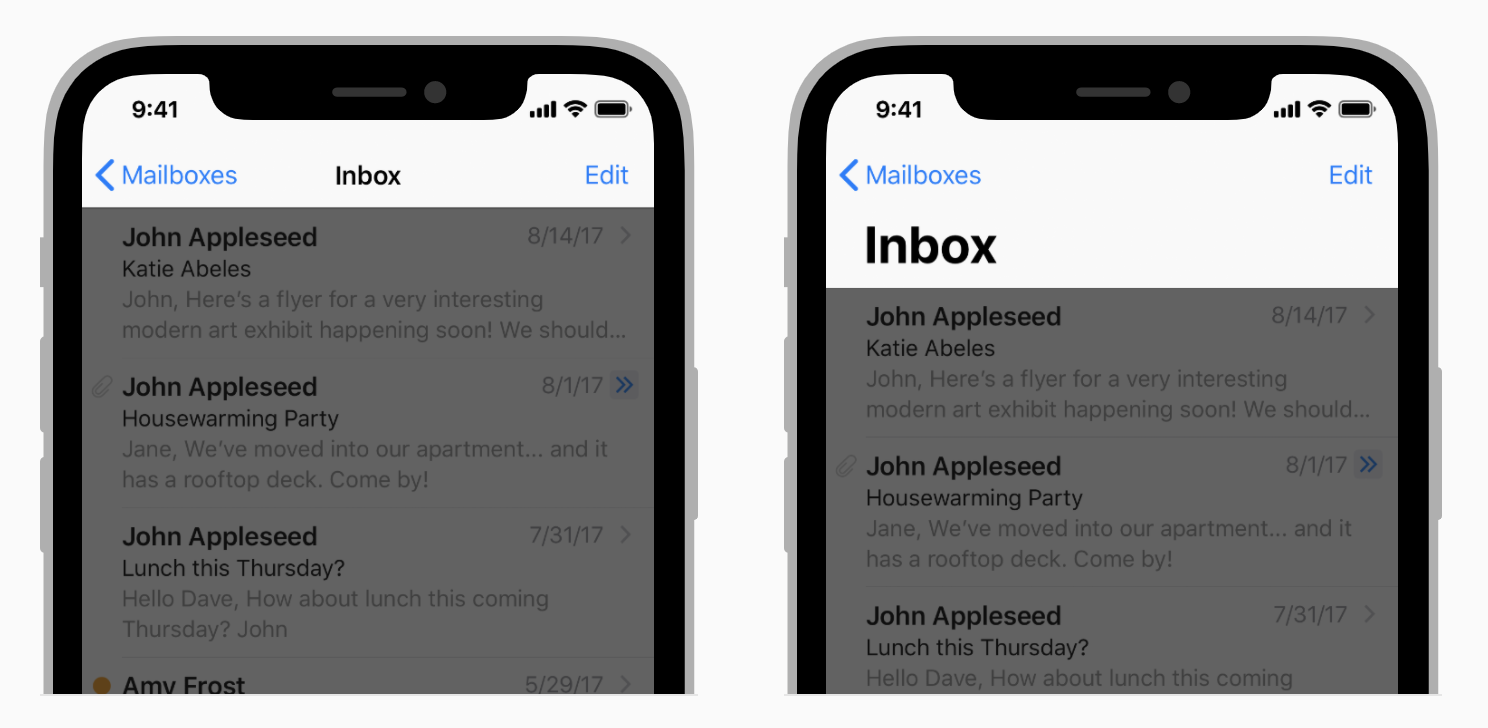 9:41
Mailboxes Inbox Edit
John Appleseed 8/14/17
Katie Abeles
John, Here's a flyer for a very interesting
modern art exhibit happening soon! We should...
John Appleseed 8/1/17
Housewarming Party
Jane, We've moved into our apartment... and it
has a rooftop deck. Come by!
John Appleseed 7/31/17
Lunch this Thursday?
Hello Dave, How about lunch this coming
Thursday? John
Amy Frost 5/29/17
9:41
Mailboxes Edit
Inbox
John Appleseed 8/14/17
Katie Abeles
John, Here's a flyer for a very interesting
modern art exhibit happening soon! We should...
John Appleseed 8/1/17
Housewarming Party
Jane, We've moved into our apartment... and it
has a rooftop deck. Come by!
John Appleseed 7/31/17
Lunch this Thursday?
Hello Dave, How about lunch this coming